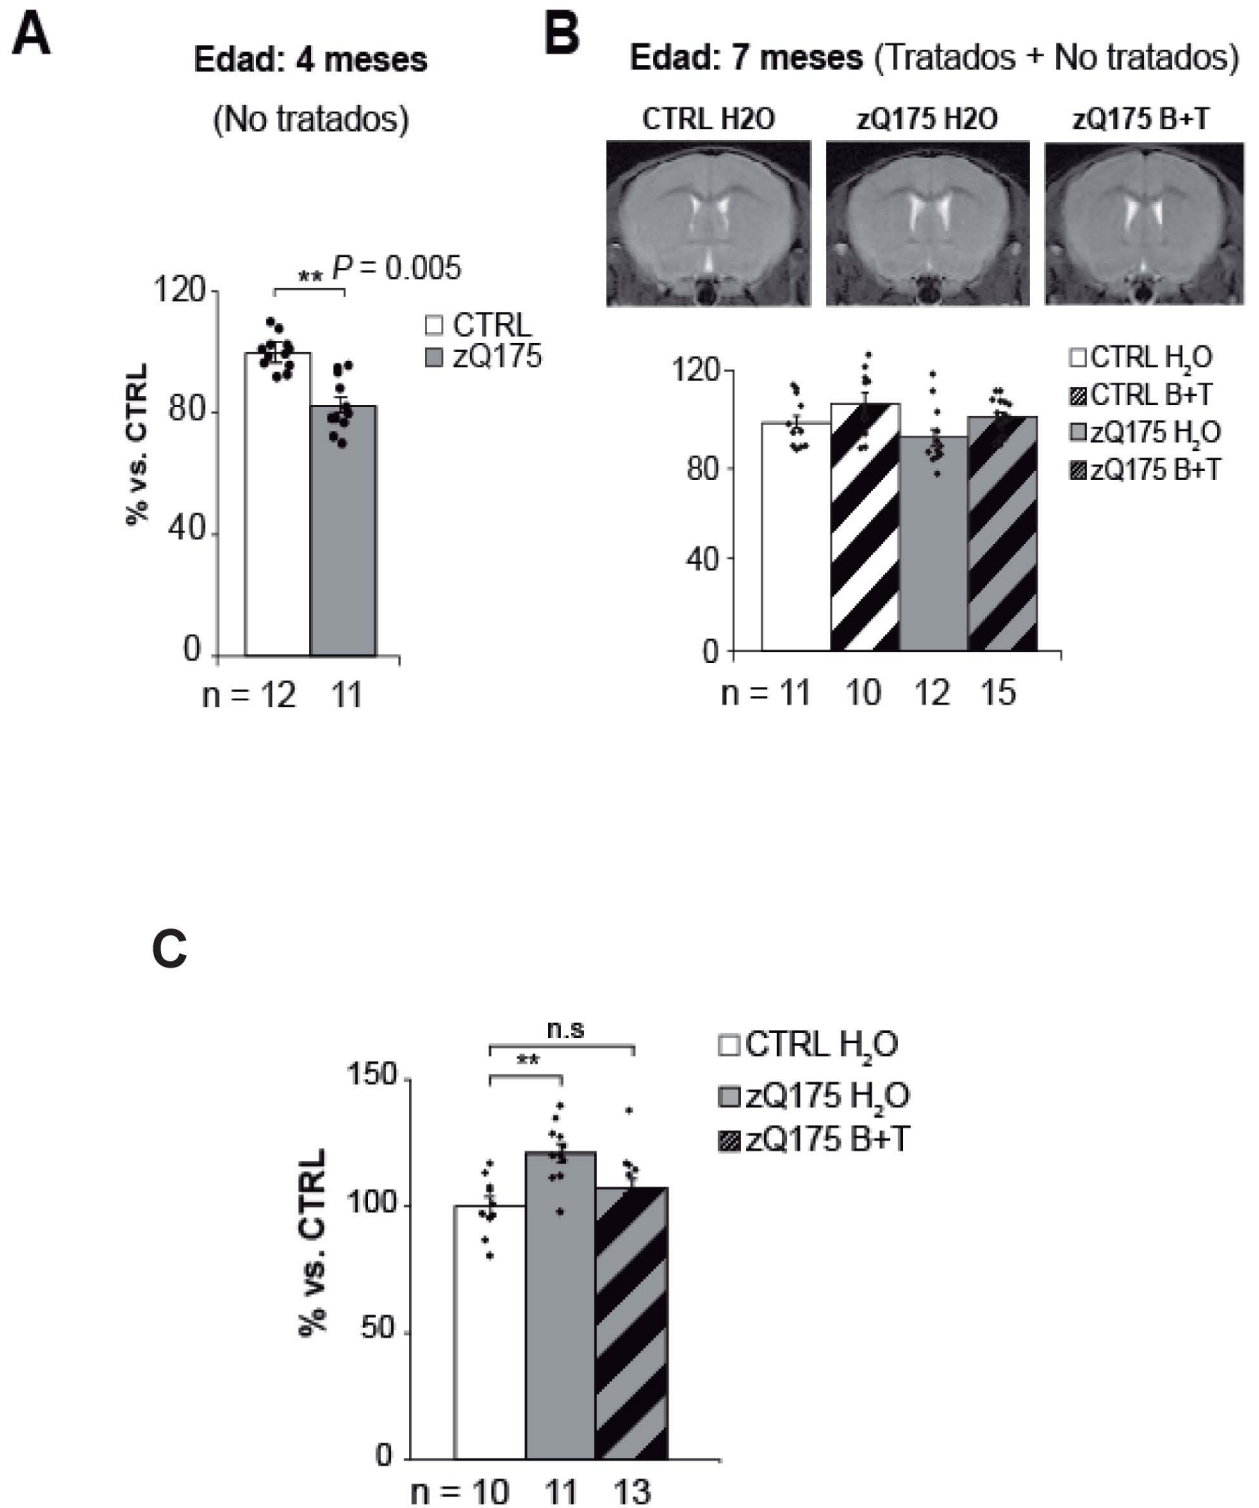 A
Edad: 4 meses
(No tratados)
** P = 0.005
120
80
40
0
% vs. CTRL
CTRL
zQ175
n = 12 11
B
Edad: 7 meses (Tratados + No tratados)
CTRL H2O zQ175 H2O zQ175 B+T
120
80
40
0
CTRL H₂O
CTRL B+T
zQ175 H₂O
zQ175 B+T
n = 11 10 12 15
C
n.s
**
150
100
50
0
% vs. CTRL
CTRL H₂O
zQ175 H₂O
zQ175 B+T
n = 10 11 13